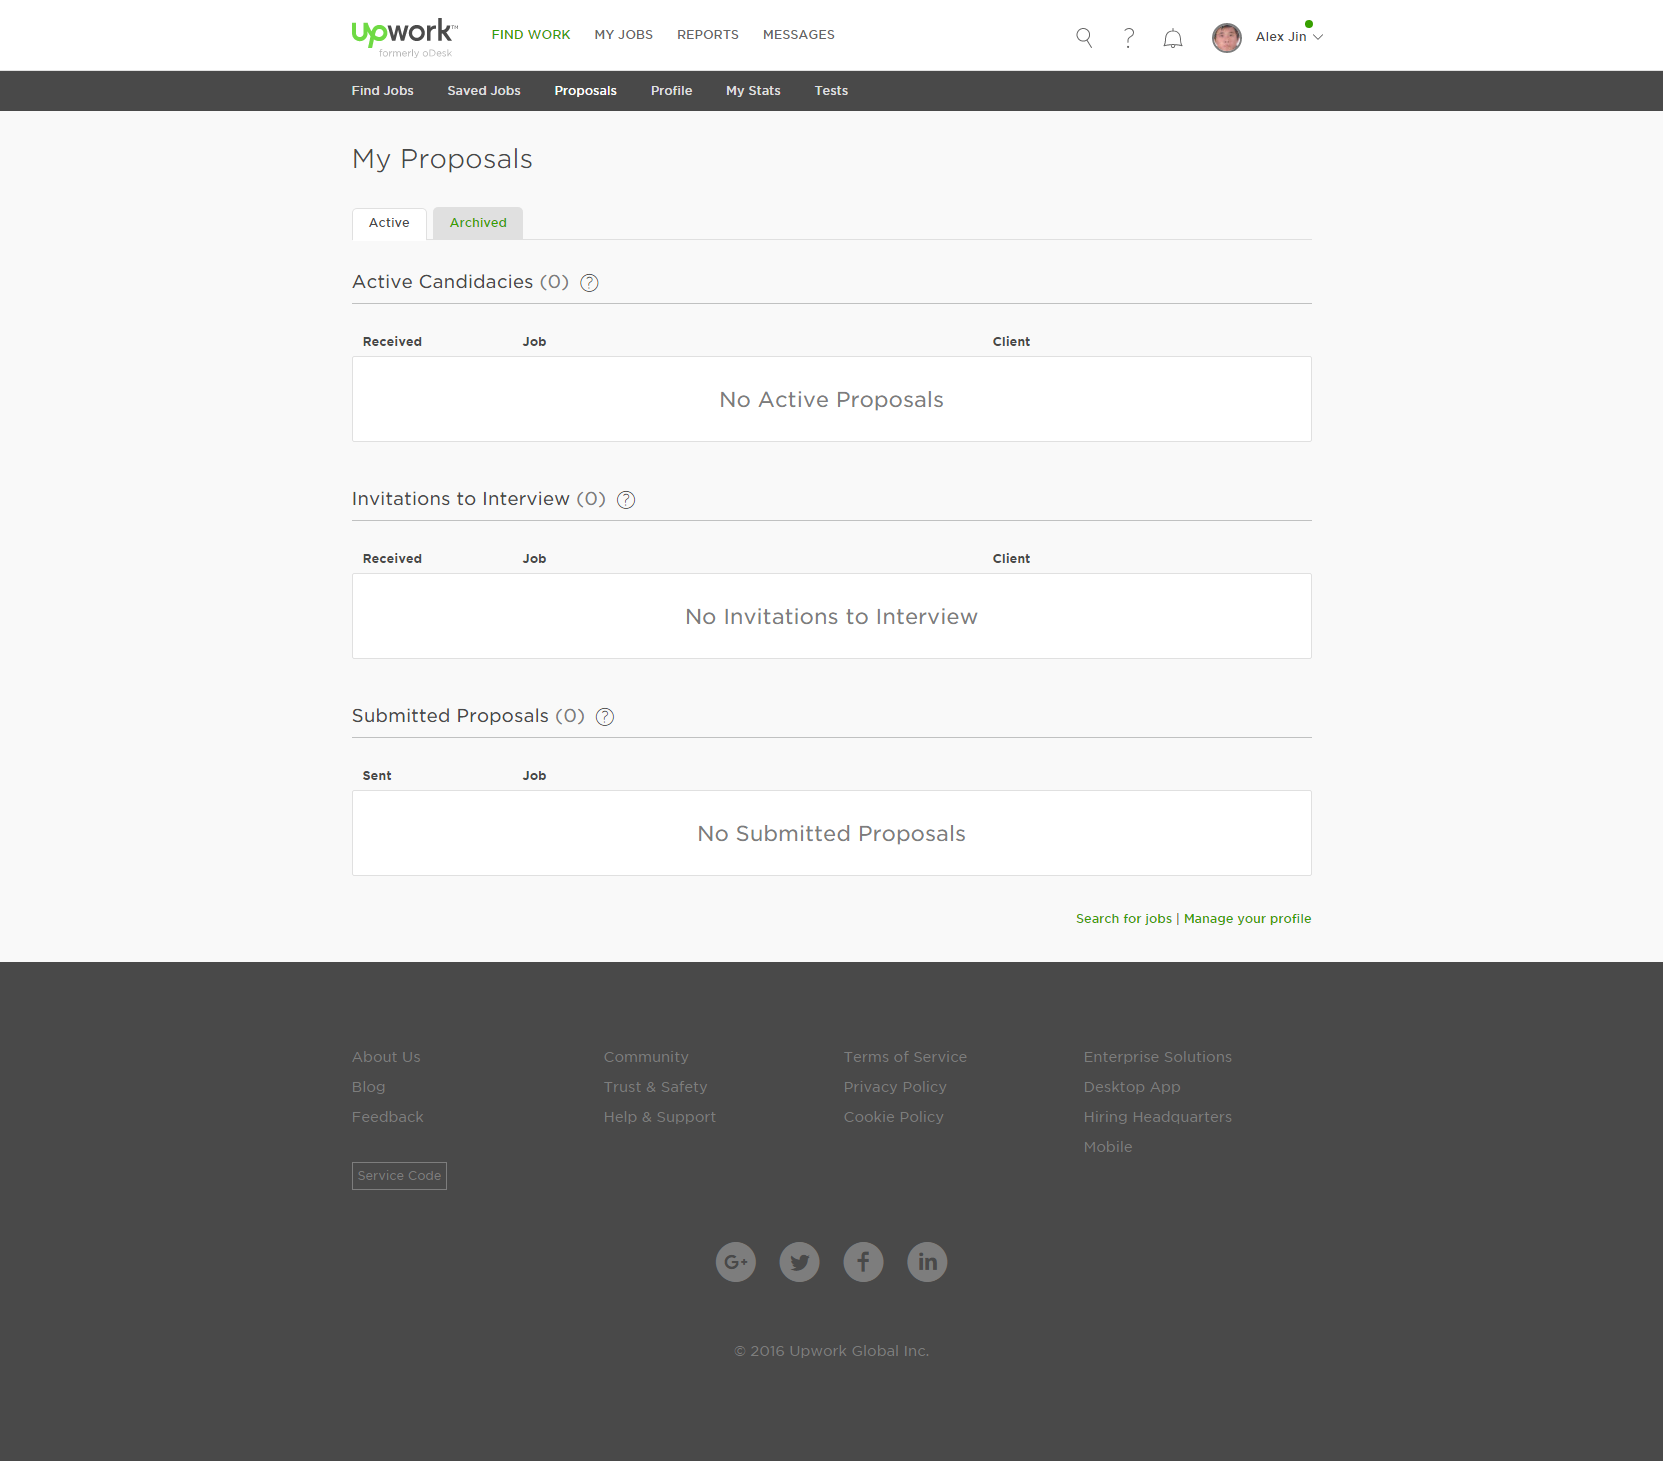 Upwork™
formerly oDesk
FIND WORK MY JOBS REPORTS MESSAGES
Alex Jin
Find Jobs Saved Jobs Proposals Profile My Stats Tests
My Proposals
Active Archived
Active Candidacies (0) ?
Received Job Client
No Active Proposals
Invitations to Interview (0) ?
Received Job Client
No Invitations to Interview
Submitted Proposals (0) ?
Sent Job
No Submitted Proposals
Search for jobs | Manage your profile
About Us Community Terms of Service Enterprise Solutions
Blog Trust & Safety Privacy Policy Desktop App
Feedback Help & Support Cookie Policy Hiring Headquarters
Mobile
Service Code
G+ f in
© 2016 Upwork Global Inc.